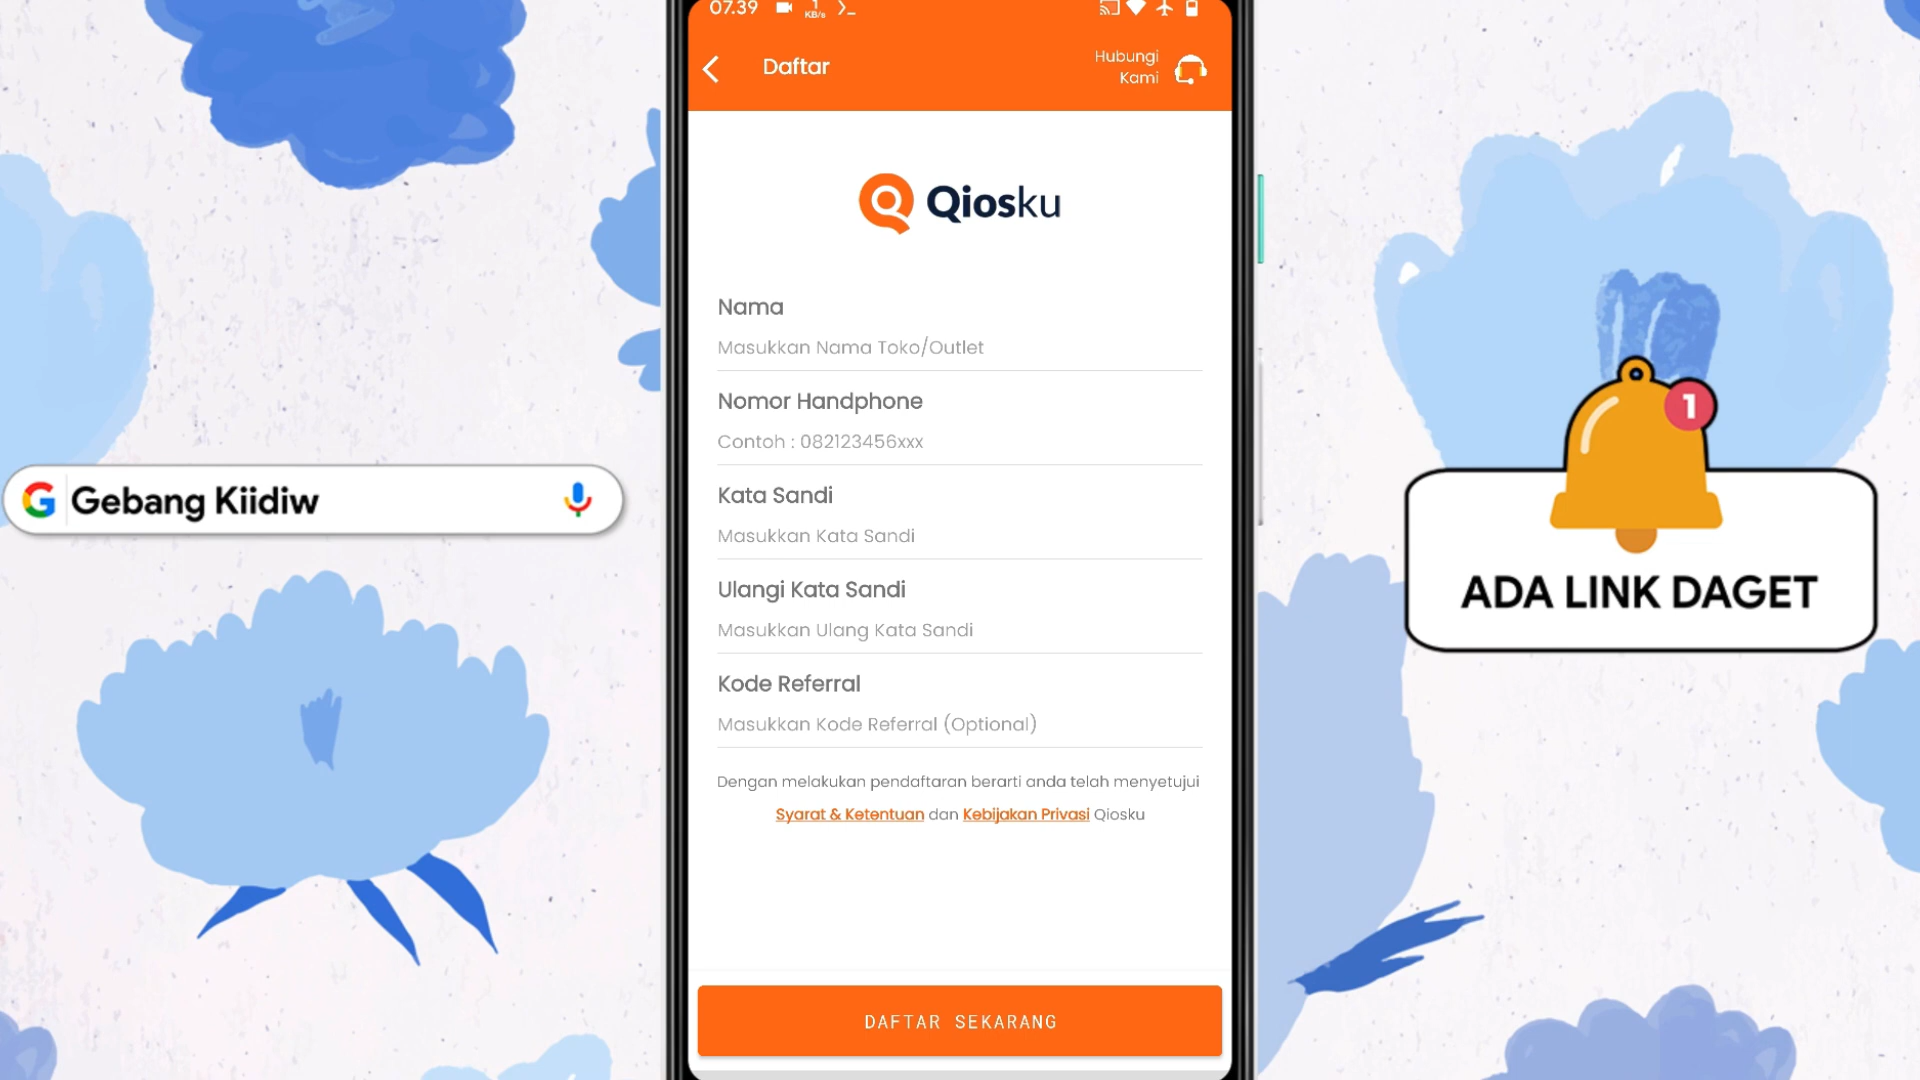 07.39
1
KB/s
Daftar
Hubungi
Kami
Qiosku
Nama
Masukkan Nama Toko/Outlet
Nomor Handphone
Contoh : 082123456xxx
Kata Sandi
Masukkan Kata Sandi
Ulangi Kata Sandi
Masukkan Ulang Kata Sandi
Kode Referral
Masukkan Kode Referral (Optional)
Dengan melakukan pendaftaran berarti anda telah menyetujui
Syarat & Ketentuan dan Kebijakan Privasi Qiosku
DAFTAR SEKARANG
G Gebang Kiidiw
1
ADA LINK DAGET